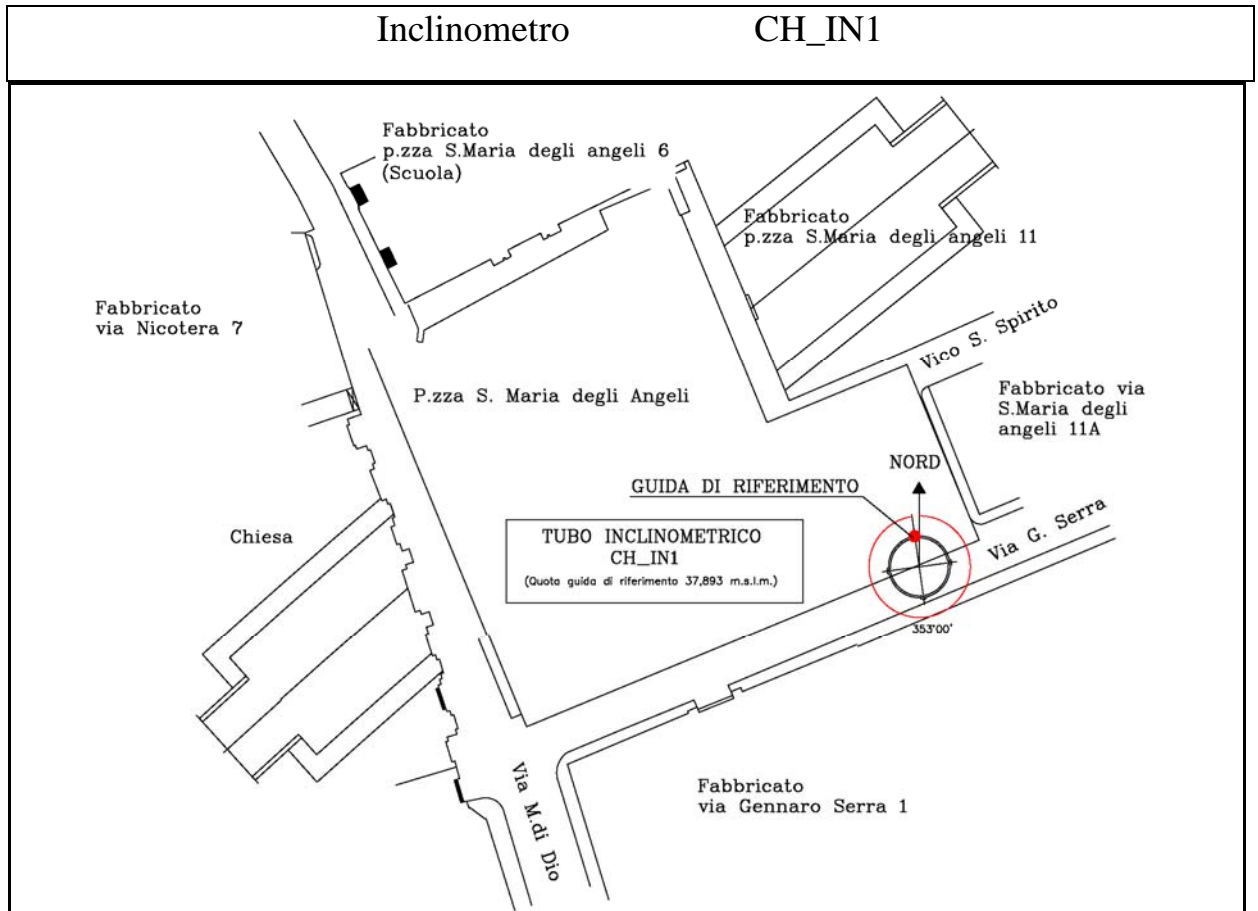 Inclinometro CH_IN1
Fabbricato
p.zza S.Maria degli angeli 6
(Scuola)
Fabbricato
p.zza S.Maria degli angeli 11
Fabbricato
via Nicotera 7
Vico S. Spirito
P.zza S. Maria degli Angeli
Fabbricato via
S.Maria degli
angeli 11A
NORD
GUIDA DI RIFERIMENTO
Chiesa
TUBO INCLINOMETRICO
CH_IN1
(Quota guida di riferimento 37,893 m.s.l.m.)
Via G. Serra
353°00'
Via M.di Dio
Fabbricato
via Gennaro Serra 1